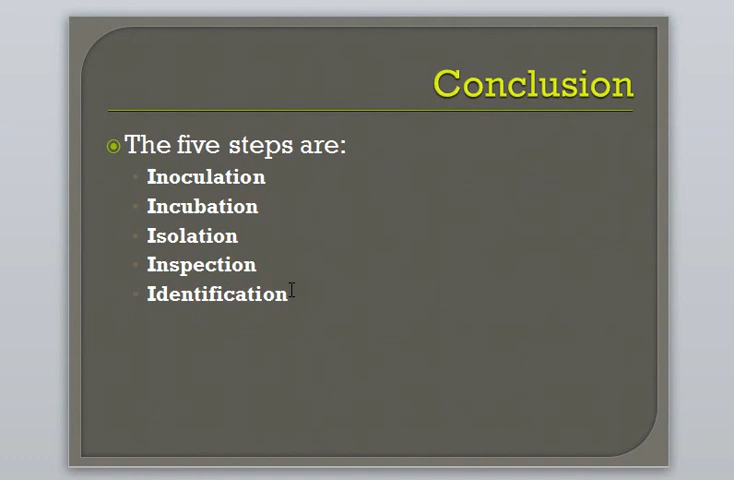 Conclusion
The five steps are:
Inoculation
Incubation
Isolation
Inspection
Identification